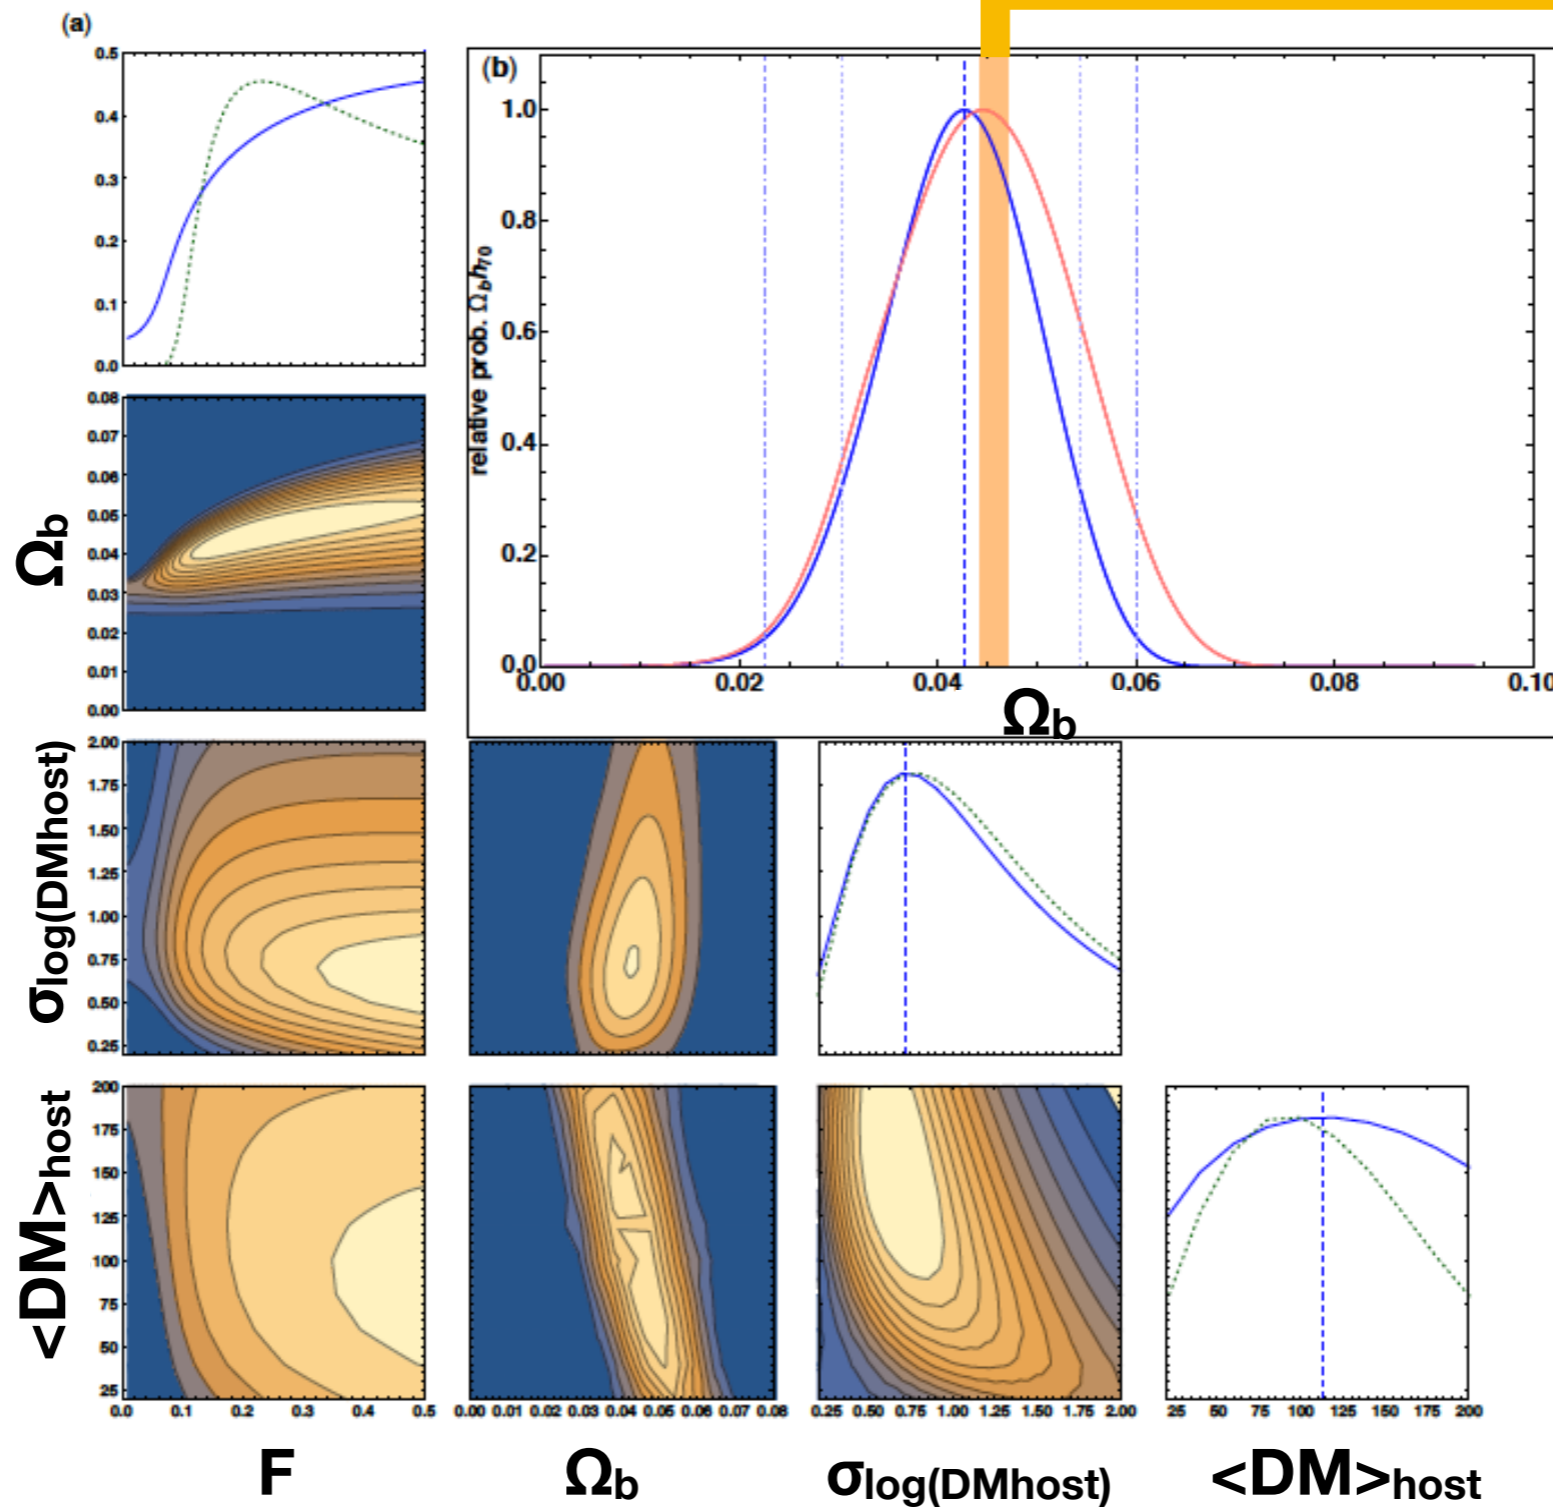 (a)
0.5
0.4
0.3
0.2
0.1
0.0
(b)
1.0
0.8
0.6
0.4
0.2
0.0
relative prob. Ω_b h_70
0.00 0.02 0.04 0.06 0.08 0.10
Ω_b
0.08
0.07
0.06
0.05
0.04
0.03
0.02
0.01
0.00
Ω_b
2.00
1.75
1.50
1.25
1.00
0.75
0.50
0.25
σ_log(DMhost)
200
175
150
125
100
75
50
25
<DM>_host
0.0 0.1 0.2 0.3 0.4 0.5
0.00 0.01 0.02 0.03 0.04 0.05 0.06 0.07 0.08
0.25 0.50 0.75 1.00 1.25 1.50 1.75 2.00
25 50 75 100 125 150 175 200
F
Ω_b
σ_log(DMhost)
<DM>_host